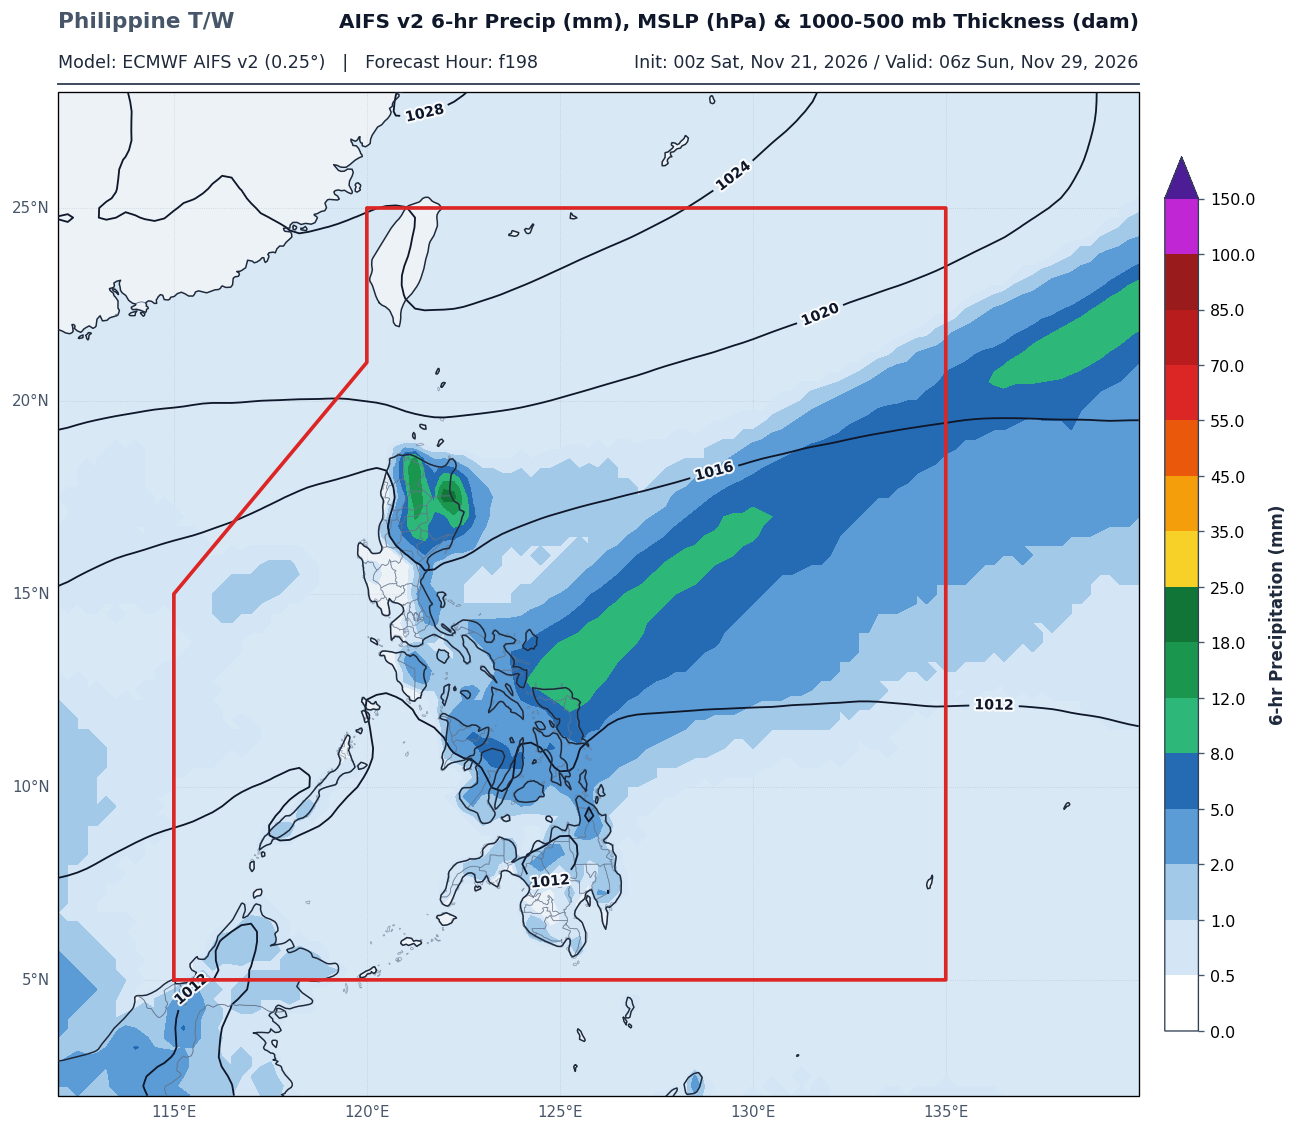 Philippine T/W
AIFS v2 6-hr Precip (mm), MSLP (hPa) & 1000-500 mb Thickness (dam)
Model: ECMWF AIFS v2 (0.25°) | Forecast Hour: f198
Init: 00z Sat, Nov 21, 2026 / Valid: 06z Sun, Nov 29, 2026
1028
1024
1020
1016
1012
1012
1012
25°N
20°N
15°N
10°N
5°N
115°E
120°E
125°E
130°E
135°E
150.0
100.0
85.0
70.0
55.0
45.0
35.0
25.0
18.0
12.0
8.0
5.0
2.0
1.0
0.5
0.0
6-hr Precipitation (mm)